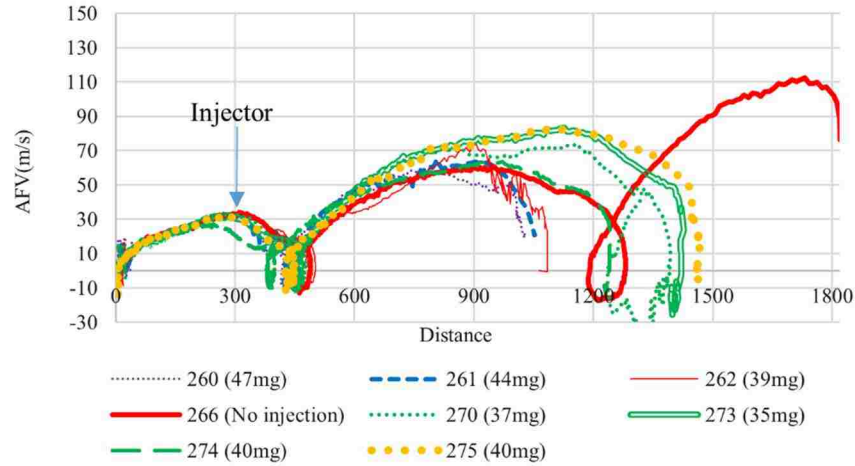 150
130
110
90
70
50
30
10
-10
-30
AFV(m/s)
Injector
0 300 600 900 1200 1500 1800
Distance
260 (47mg) 261 (44mg) 262 (39mg)
266 (No injection) 270 (37mg) 273 (35mg)
274 (40mg) 275 (40mg)